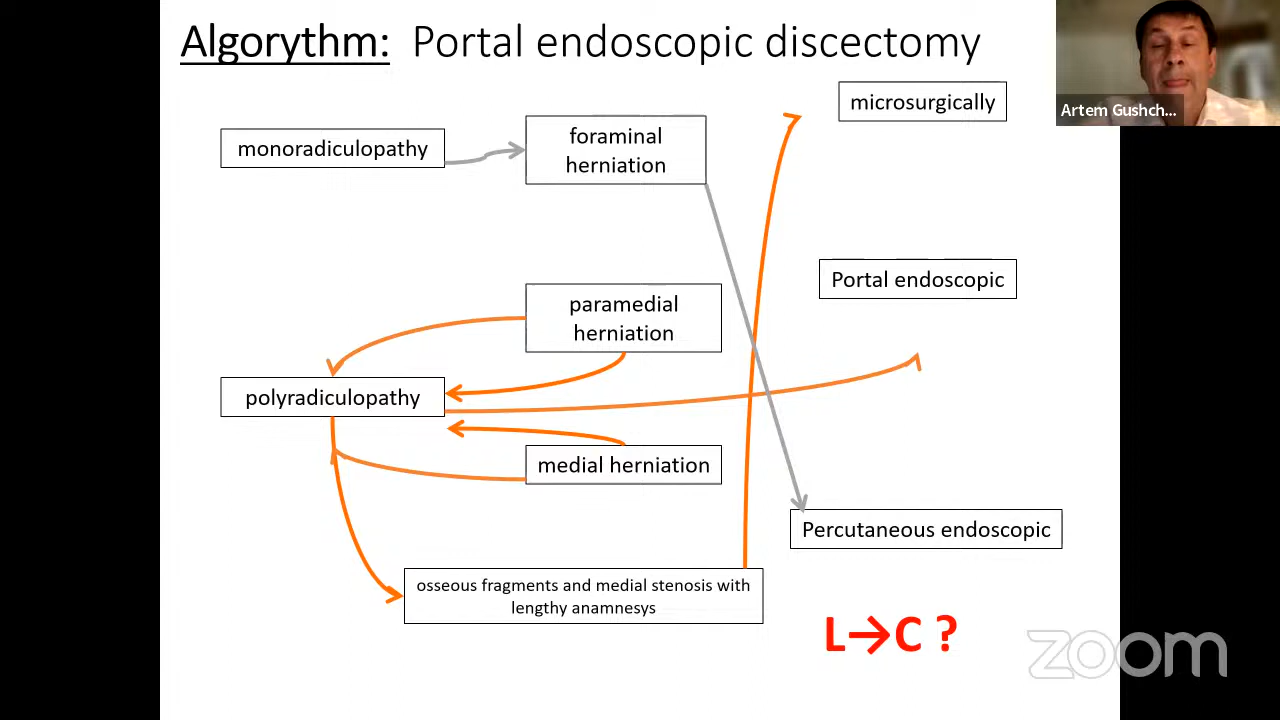 Algorythm: Portal endoscopic discectomy
microsurgically
Artem Gushch...
monoradiculopathy
foraminal
herniation
Portal endoscopic
paramedial
herniation
polyradiculopathy
medial herniation
Percutaneous endoscopic
osseous fragments and medial stenosis with
lengthy anamnesys
L→C ?
zoom